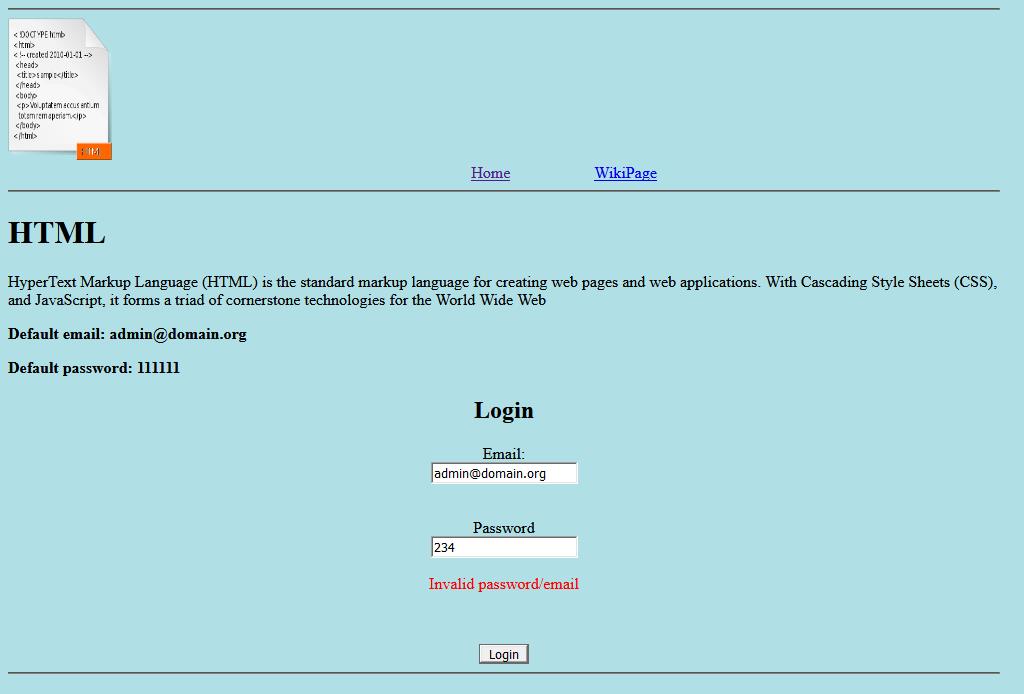 < !DOCTYPE html>
<html>
< !-- created 2010-01-01 -->
<head>
<title>sample</title>
</head>
<body>
<p>Voluptatem accusantium
totam rem aperiam.</p>
</body>
</html>
HTML
Home WikiPage
HTML
HyperText Markup Language (HTML) is the standard markup language for creating web pages and web applications. With Cascading Style Sheets (CSS),
and JavaScript, it forms a triad of cornerstone technologies for the World Wide Web
Default email: admin@domain.org
Default password: 111111
Login
Email:
admin@domain.org
Password
234
Invalid password/email
Login